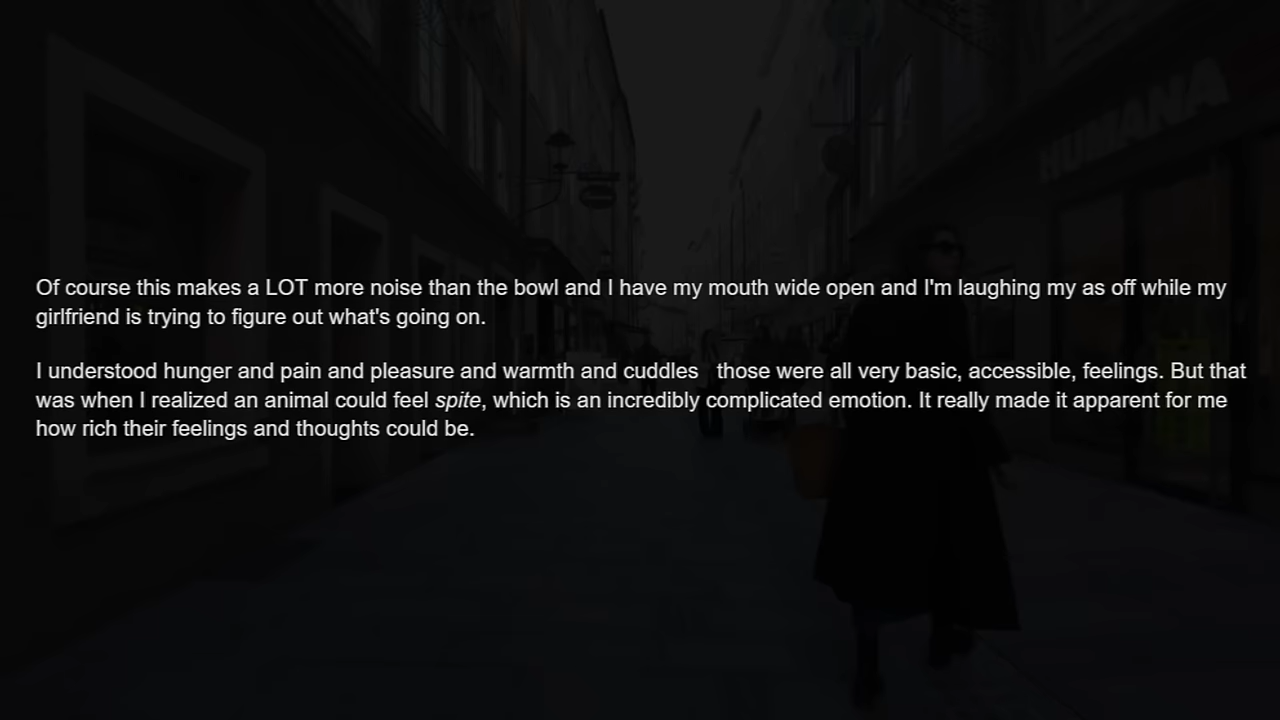 HUMANA
Of course this makes a LOT more noise than the bowl and I have my mouth wide open and I'm laughing my as off while my
girlfriend is trying to figure out what's going on.
I understood hunger and pain and pleasure and warmth and cuddles   those were all very basic, accessible, feelings. But that
was when I realized an animal could feel spite, which is an incredibly complicated emotion. It really made it apparent for me
how rich their feelings and thoughts could be.